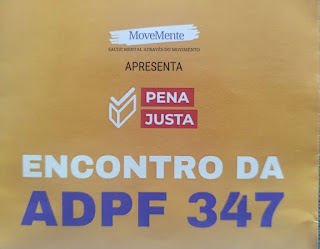 MoveMente
SAÚDE MENTAL ATRAVÉS DO MOVIMENTO
APRESENTA
PENA
JUSTA
ENCONTRO DA
ADPF 347